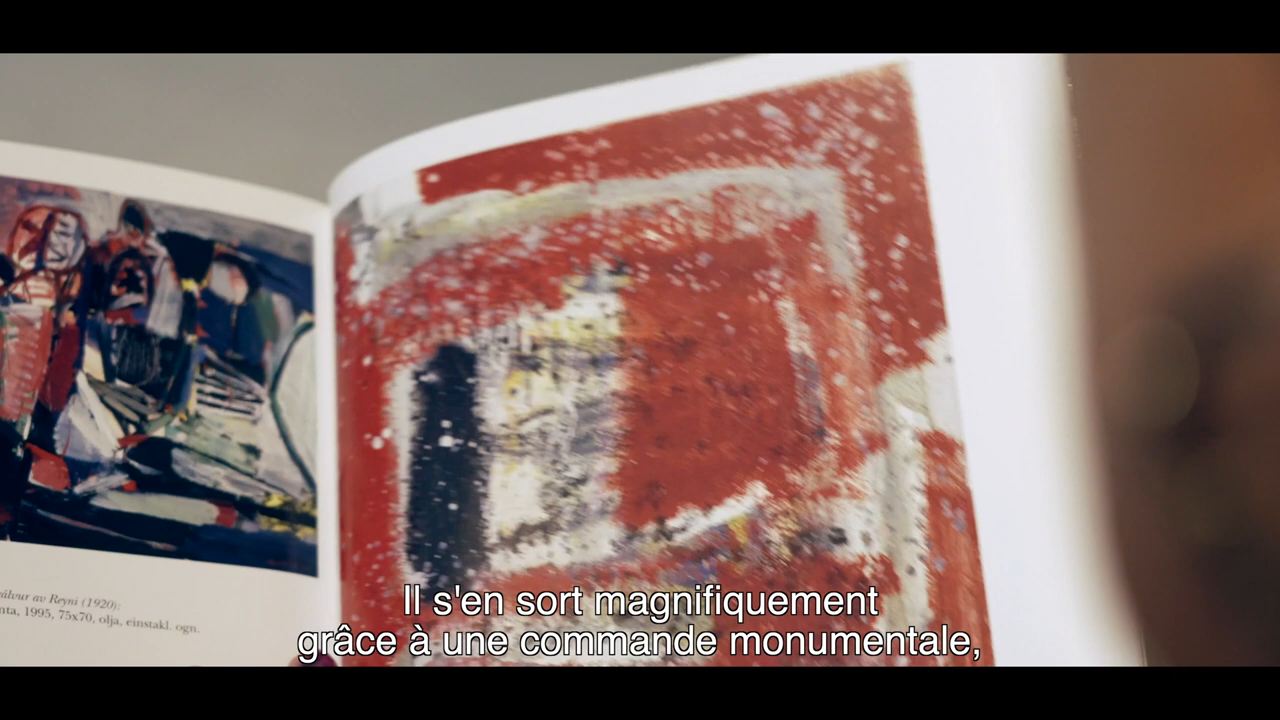 av Reyni (1920):
1995, 75x70, olja, einstakl. ogn.
Il s'en sort magnifiquement
grâce à une commande monumentale,